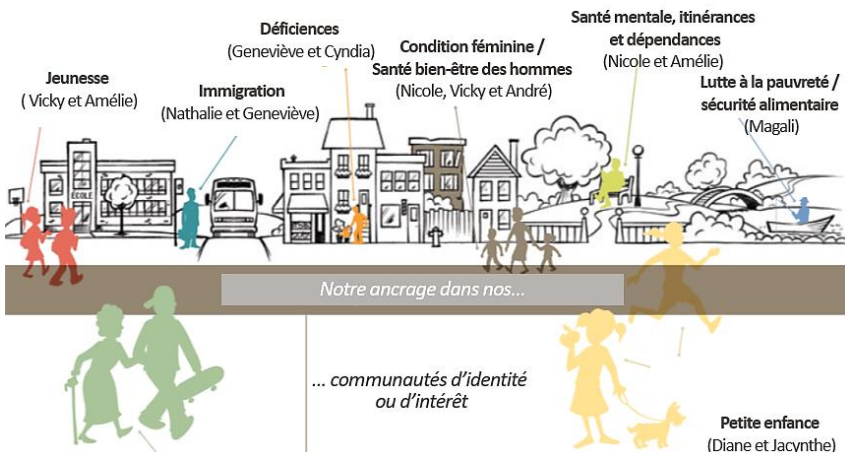 Jeunesse
( Vicky et Amélie)
Immigration
(Nathalie et Geneviève)
Déficiences
(Geneviève et Cyndia)
Condition féminine /
Santé bien-être des hommes
(Nicole, Vicky et André)
Santé mentale, itinérances
et dépendances
(Nicole et Amélie)
Lutte à la pauvreté /
sécurité alimentaire
(Magali)
ÉCOLE
Notre ancrage dans nos...
... communautés d'identité
ou d'intérêt
Petite enfance
(Diane et Jacynthe)